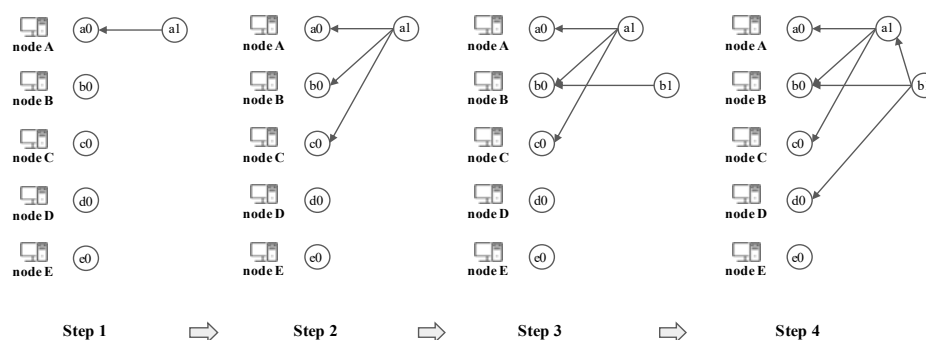 a0 a1
node A
b0
node B
c0
node C
d0
node D
e0
node E
Step 1
a0 a1
node A
b0
node B
c0
node C
d0
node D
e0
node E
Step 2
a0 a1
node A
b0 b1
node B
c0
node C
d0
node D
e0
node E
Step 3
a0 a1
node A
b0 b
node B
c0
node C
d0
node D
e0
node E
Step 4